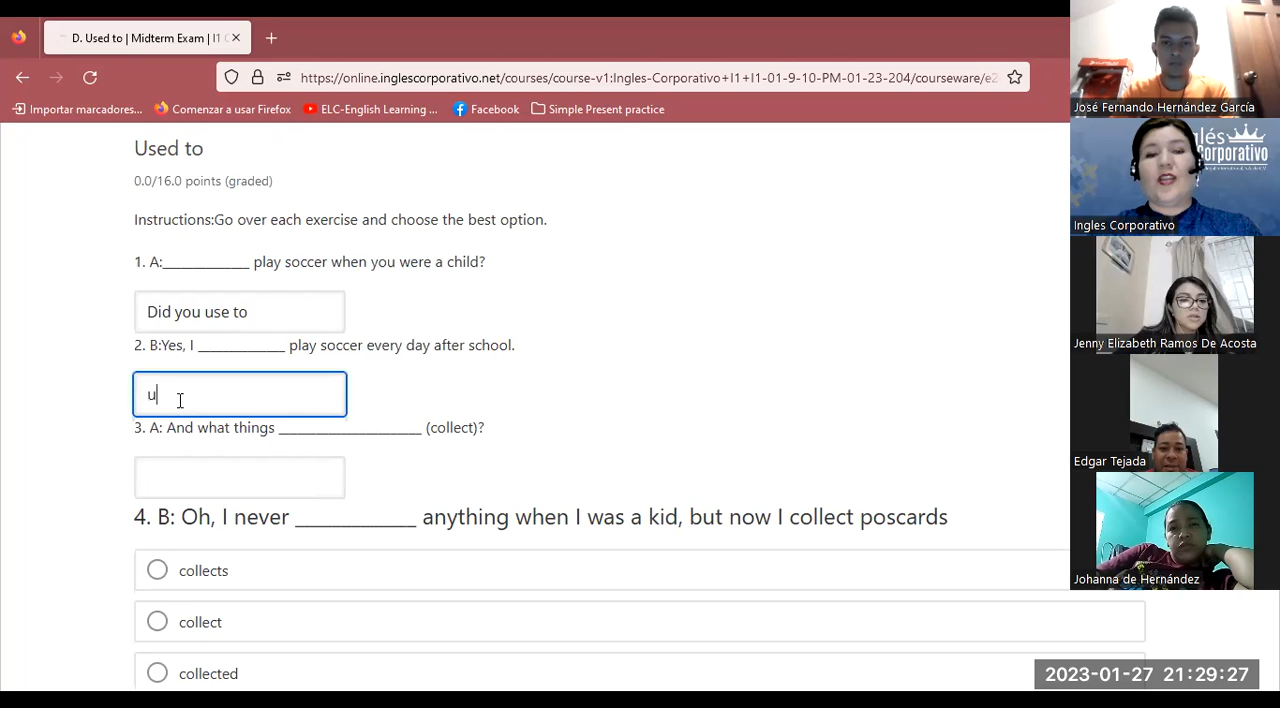 D. Used to | Midterm Exam | I1 C
https://online.inglescorporativo.net/courses/course-v1:Ingles-Corporativo+I1+I1-01-9-10-PM-01-23-204/courseware/e2
Importar marcadores... Comenzar a usar Firefox ELC-English Learning ... Facebook Simple Present practice
Used to
0.0/16.0 points (graded)
Instructions:Go over each exercise and choose the best option.
1. A:____________ play soccer when you were a child?
Did you use to
2. B:Yes, I ____________ play soccer every day after school.
u
3. A: And what things ____________________ (collect)?
4. B: Oh, I never ____________ anything when I was a kid, but now I collect poscards
collects
collect
collected
José Fernando Hernández García
Inglés
Corporativo
Ingles Corporativo
Jenny Elizabeth Ramos De Acosta
Edgar Tejada
Johanna de Hernández
2023-01-27 21:29:27